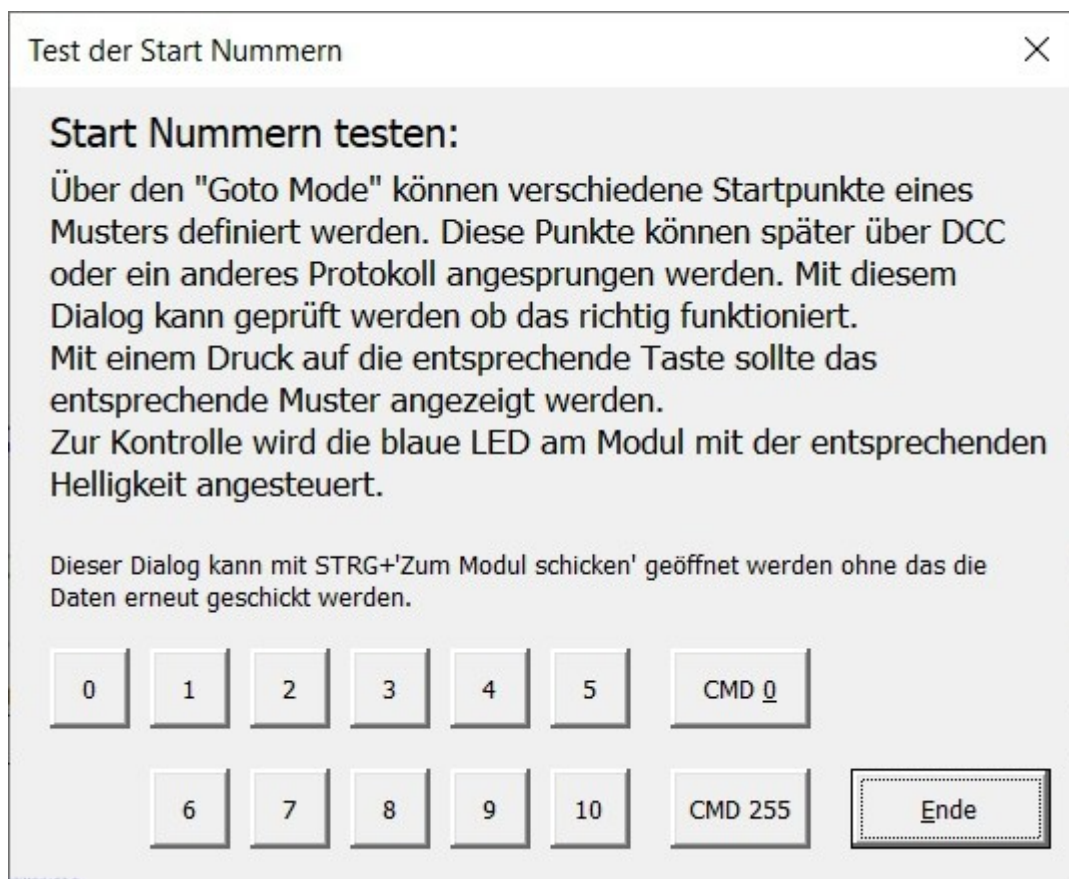 Test der Start Nummern
Start Nummern testen:
Über den "Goto Mode" können verschiedene Startpunkte eines
Musters definiert werden. Diese Punkte können später über DCC
oder ein anderes Protokoll angesprungen werden. Mit diesem
Dialog kann geprüft werden ob das richtig funktioniert.
Mit einem Druck auf die entsprechende Taste sollte das
entsprechende Muster angezeigt werden.
Zur Kontrolle wird die blaue LED am Modul mit der entsprechenden
Helligkeit angesteuert.
Dieser Dialog kann mit STRG+'Zum Modul schicken' geöffnet werden ohne das die
Daten erneut geschickt werden.
0 1 2 3 4 5 CMD 0
6 7 8 9 10 CMD 255 Ende